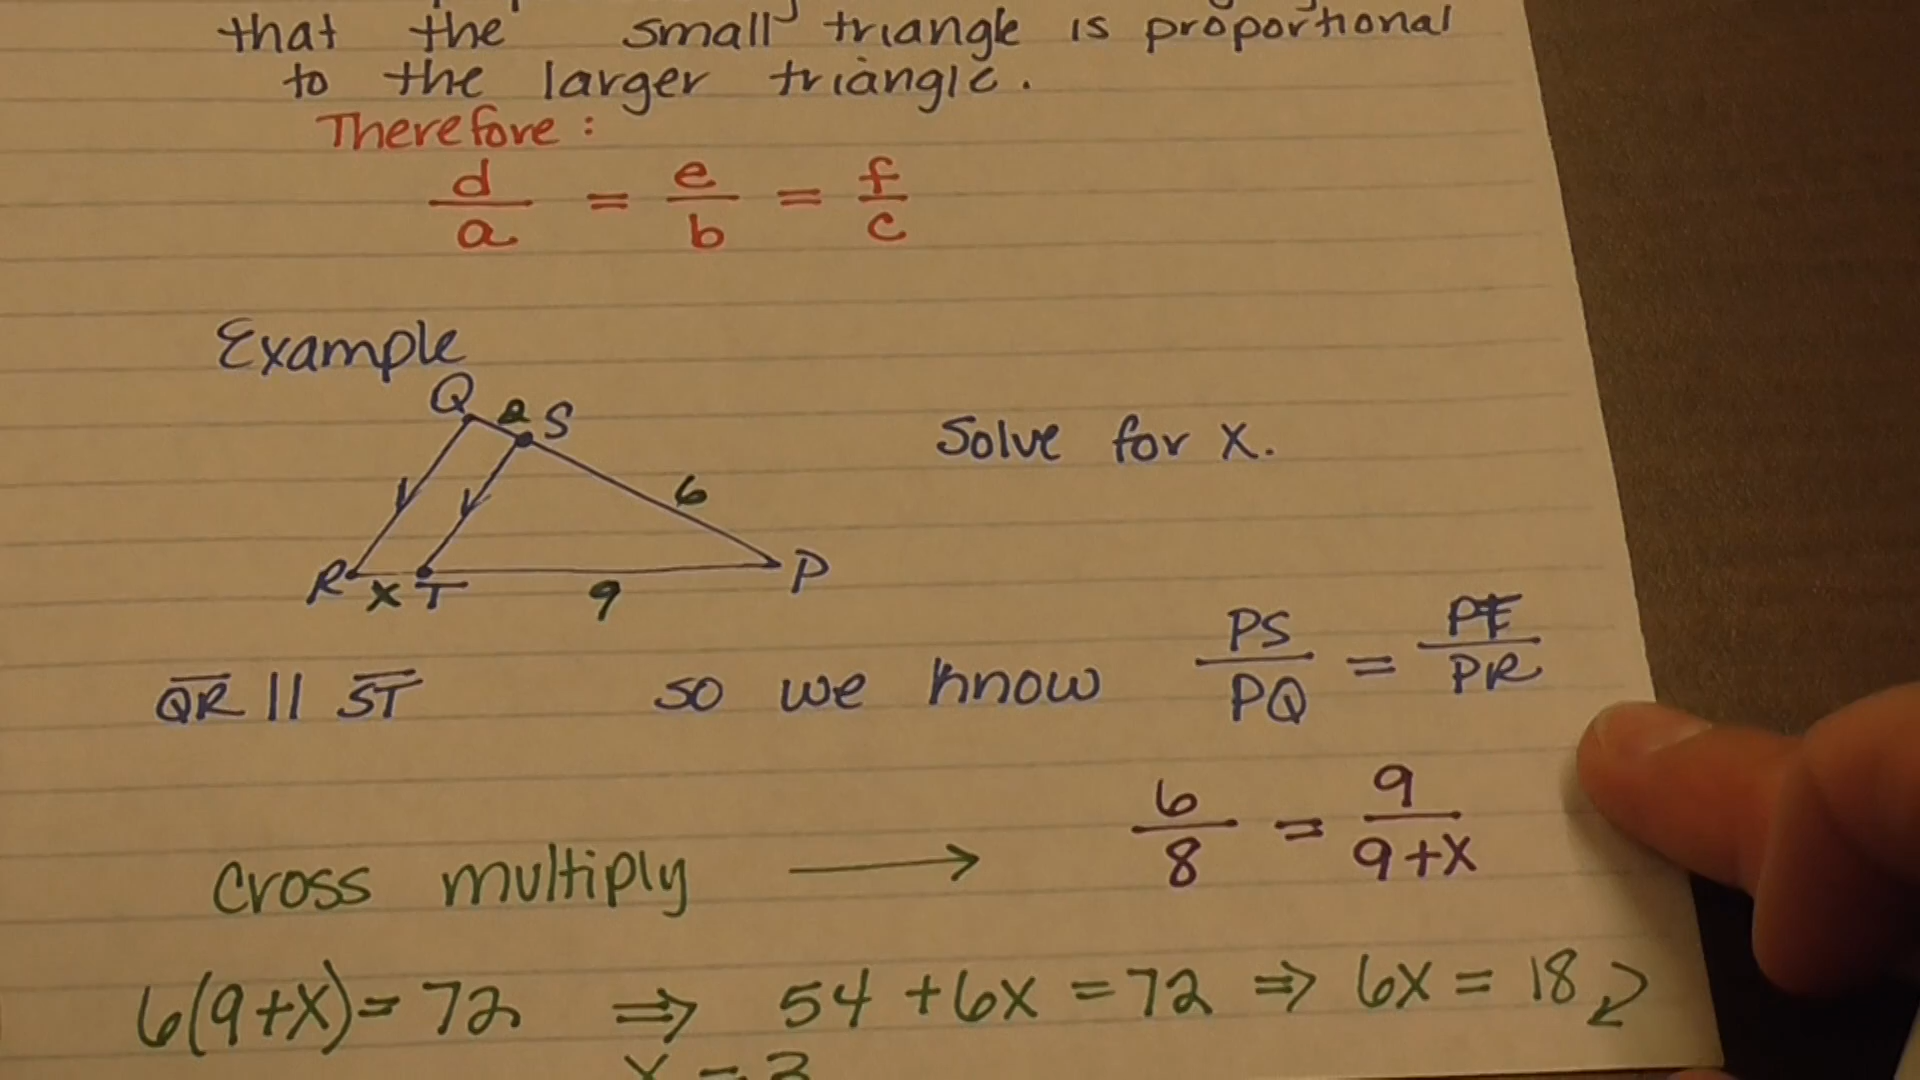 that the small triangle is proportional
to the larger triangle.
Therefore:
d/a = e/b = f/c
Example
Q 2 S
Solve for x.
6
R x T 9 P
QR || ST so we know PS/PQ = PT/PR
6/8 = 9/9+x
Cross multiply →
6(9+x)=72 ⇒ 54+6x=72 ⇒ 6x=18
x = 3